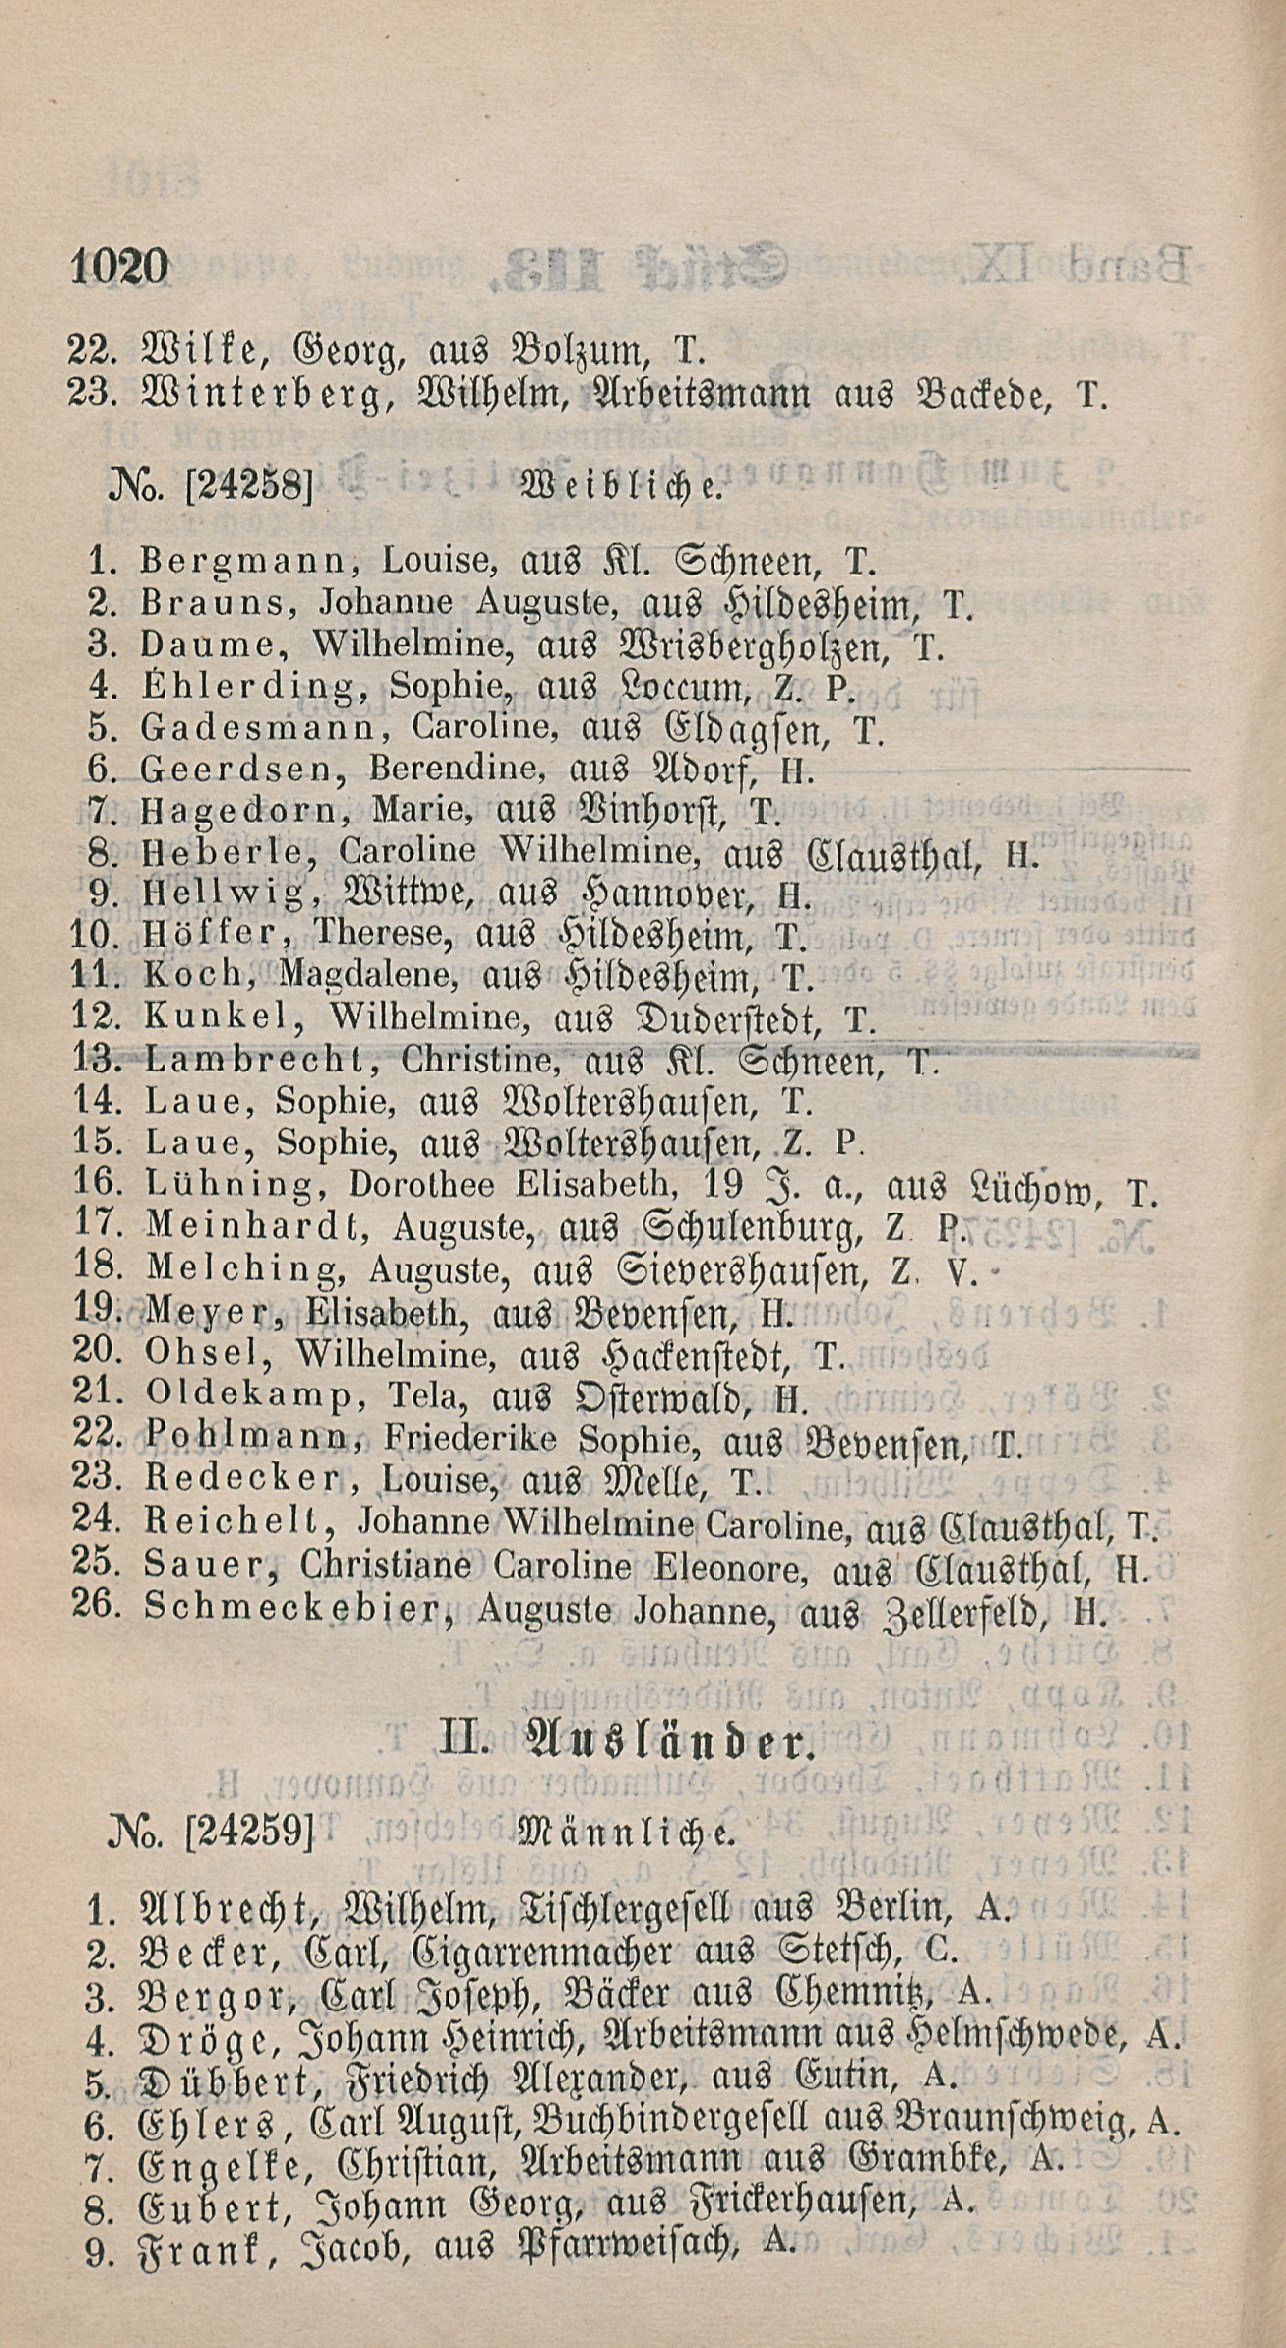 1020
22. Wilke, Georg, aus Bolzum, T.
23. Winterberg, Wilhelm, Arbeitsmann aus Backede, T.
No. [24258] Weibliche.
1. Bergmann, Louise, aus Kl. Schneen, T.
2. Brauns, Johanne Auguste, aus Hildesheim, T.
3. Daume, Wilhelmine, aus Wrisbergholzen, T.
4. Ehlerding, Sophie, aus Loccum, Z. P.
5. Gadesmann, Caroline, aus Eldagsen, T.
6. Geerdsen, Berendine, aus Adorf, H.
7. Hagedorn, Marie, aus Vinhorst, T.
8. Heberle, Caroline Wilhelmine, aus Clausthal, H.
9. Hellwig, Wittwe, aus Hannover, H.
10. Höffer, Therese, aus Hildesheim, T.
11. Koch, Magdalene, aus Hildesheim, T.
12. Kunkel, Wilhelmine, aus Duderstedt, T.
13. Lambrecht, Christine, aus Kl. Schneen, T.
14. Laue, Sophie, aus Woltershausen, T.
15. Laue, Sophie, aus Woltershausen, Z. P.
16. Lühning, Dorothee Elisabeth, 19 J. a., aus Lüchow, T.
17. Meinhardt, Auguste, aus Schulenburg, Z. P.
18. Melching, Auguste, aus Sievershausen, Z. V.
19. Meyer, Elisabeth, aus Bevensen, H.
20. Ohsel, Wilhelmine, aus Hackenstedt, T.
21. Oldekamp, Tela, aus Osterwald, H.
22. Pohlmann, Friederike Sophie, aus Bevensen, T.
23. Redecker, Louise, aus Melle, T.
24. Reichelt, Johanne Wilhelmine Caroline, aus Clausthal, T.
25. Sauer, Christiane Caroline Eleonore, aus Clausthal, H.
26. Schmeckebier, Auguste Johanne, aus Zellerfeld, H.
II. Ausländer.
No. [24259] Männliche.
1. Albrecht, Wilhelm, Tischlergesell aus Berlin, A.
2. Becker, Carl, Cigarrenmacher aus Stetsch, C.
3. Bergor, Carl Joseph, Bäcker aus Chemnitz, A.
4. Dröge, Johann Heinrich, Arbeitsmann aus Helmschwede, A.
5. Dübbert, Friedrich Alexander, aus Eutin, A.
6. Ehlers, Carl August, Buchbindergesell aus Braunschweig, A.
7. Engelke, Christian, Arbeitsmann aus Grambke, A.
8. Eubert, Johann Georg, aus Frickerhausen, A.
9. Frank, Jacob, aus Pfarrweisach, A.